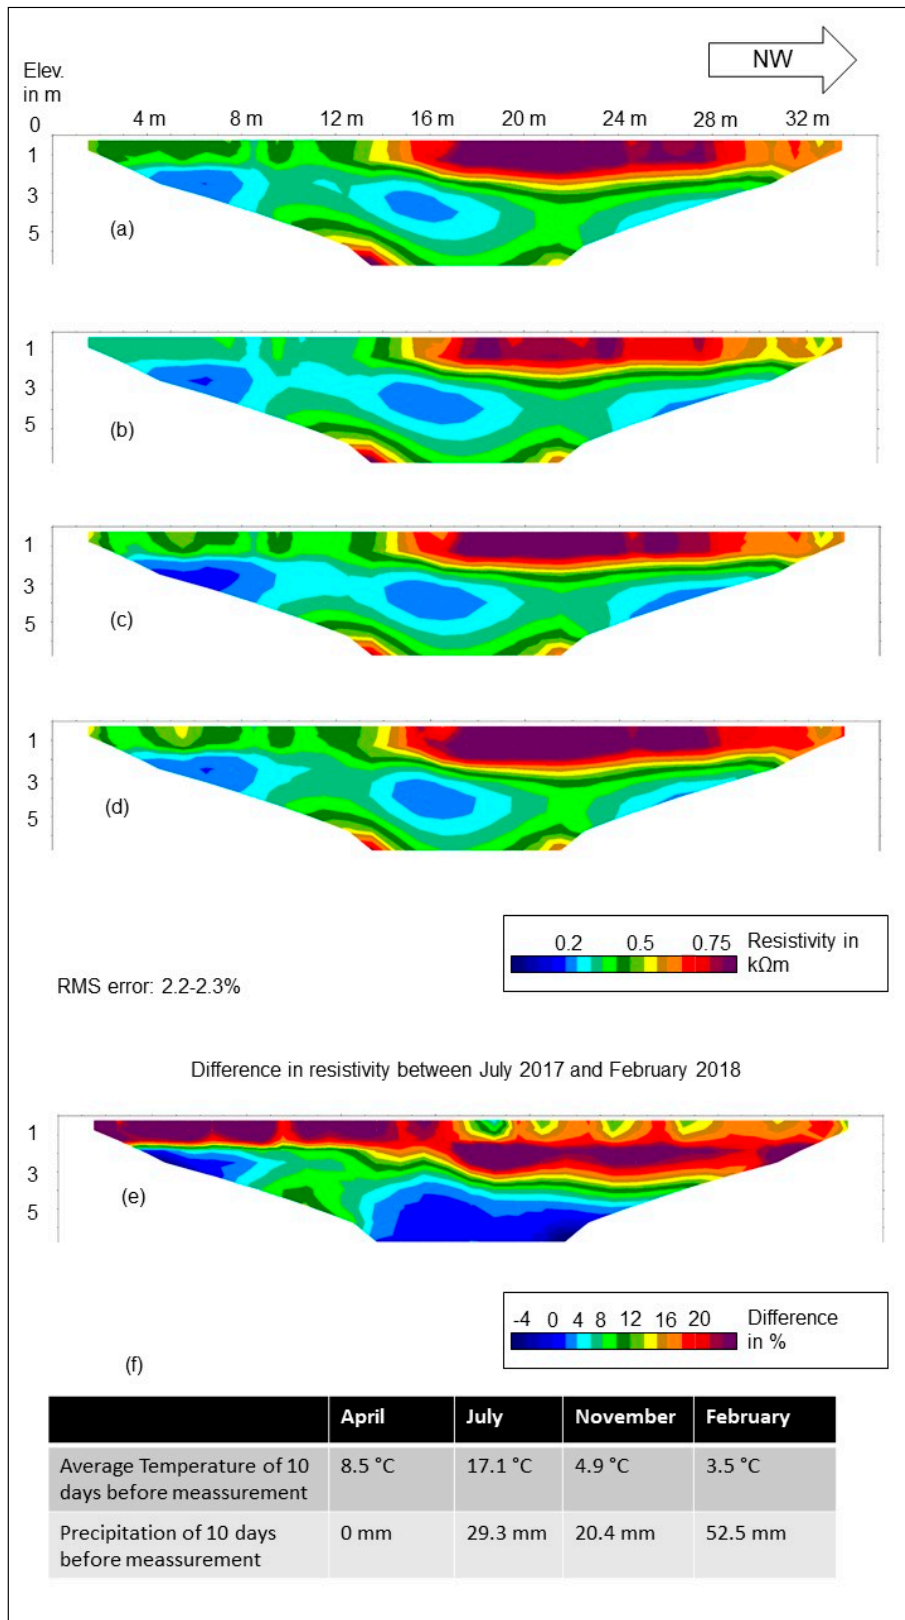 NW
Elev.
in m
0 4 m 8 m 12 m 16 m 20 m 24 m 28 m 32 m
1
3
5
(a)
1
3
5
(b)
1
3
5
(c)
1
3
5
(d)
0.2 0.5 0.75 Resistivity in
kΩm
RMS error: 2.2-2.3%
Difference in resistivity between July 2017 and February 2018
1
3
5
(e)
-4 0 4 8 12 16 20 Difference
in %
(f)
April July November February
Average Temperature of 10 8.5 °C 17.1 °C 4.9 °C 3.5 °C
days before meassurement
Precipitation of 10 days 0 mm 29.3 mm 20.4 mm 52.5 mm
before meassurement